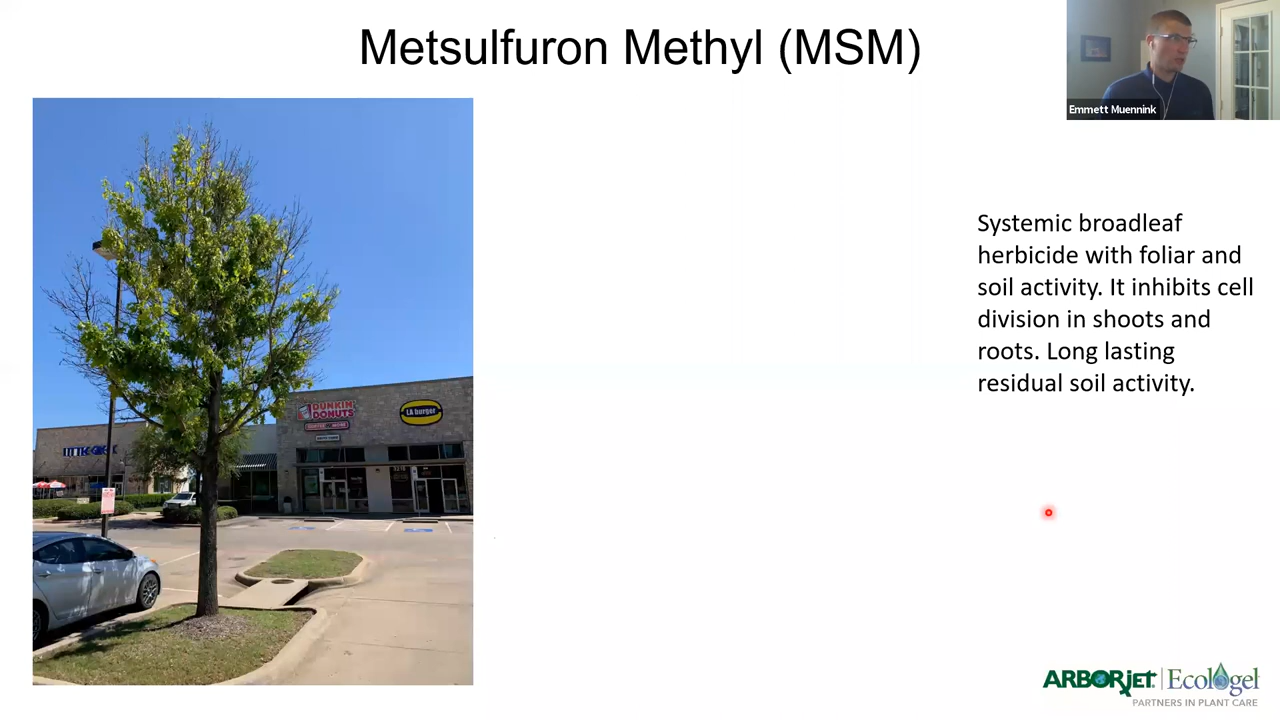 Metsulfuron Methyl (MSM)
Emmett Muennink
Systemic broadleaf
herbicide with foliar and
soil activity. It inhibits cell
division in shoots and
roots. Long lasting
residual soil activity.
DUNKIN'
DONUTS
LA burger
ARBORjet | Ecologel
PARTNERS IN PLANT CARE